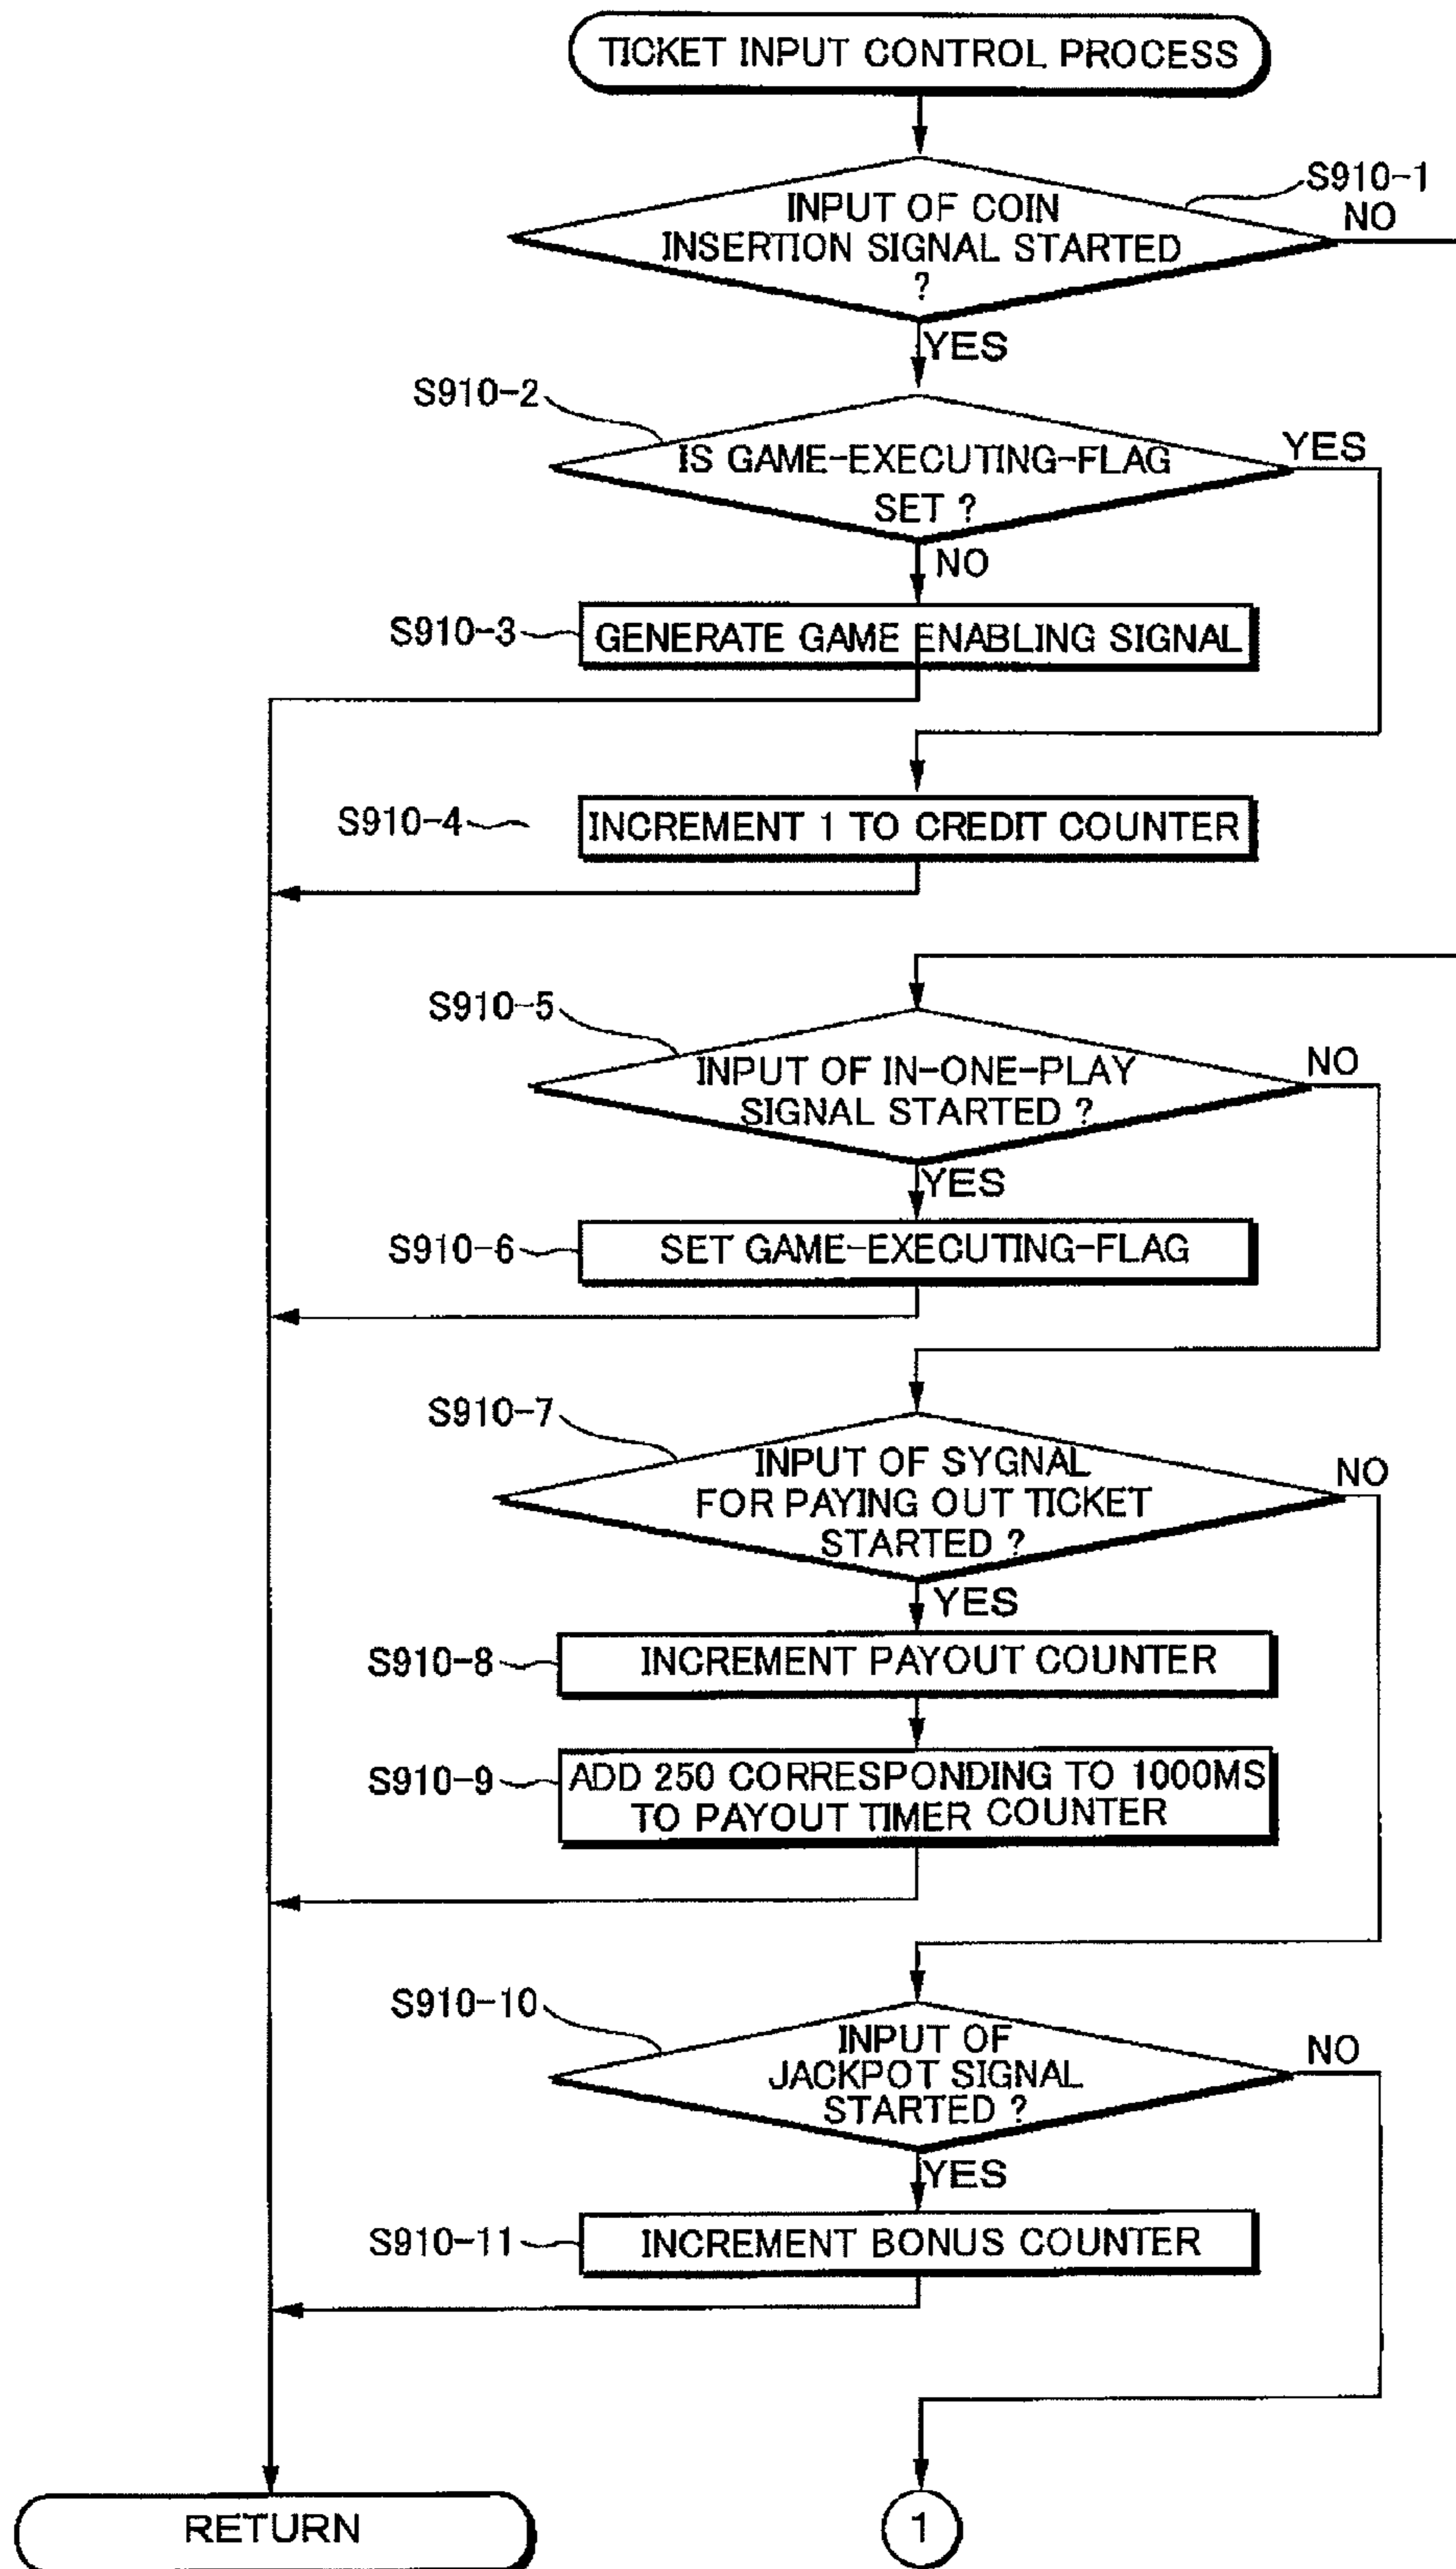 TICKET INPUT CONTROL PROCESS
S910-1
INPUT OF COIN
INSERTION SIGNAL STARTED
?
NO
YES
S910-2
IS GAME-EXECUTING-FLAG
SET ?
YES
NO
S910-3
GENERATE GAME ENABLING SIGNAL
S910-4
INCREMENT 1 TO CREDIT COUNTER
S910-5
INPUT OF IN-ONE-PLAY
SIGNAL STARTED ?
NO
YES
S910-6
SET GAME-EXECUTING-FLAG
S910-7
INPUT OF SYGNAL
FOR PAYING OUT TICKET
STARTED ?
NO
YES
S910-8
INCREMENT PAYOUT COUNTER
S910-9
ADD 250 CORRESPONDING TO 1000MS
TO PAYOUT TIMER COUNTER
S910-10
INPUT OF
JACKPOT SIGNAL
STARTED ?
NO
YES
S910-11
INCREMENT BONUS COUNTER
RETURN
1